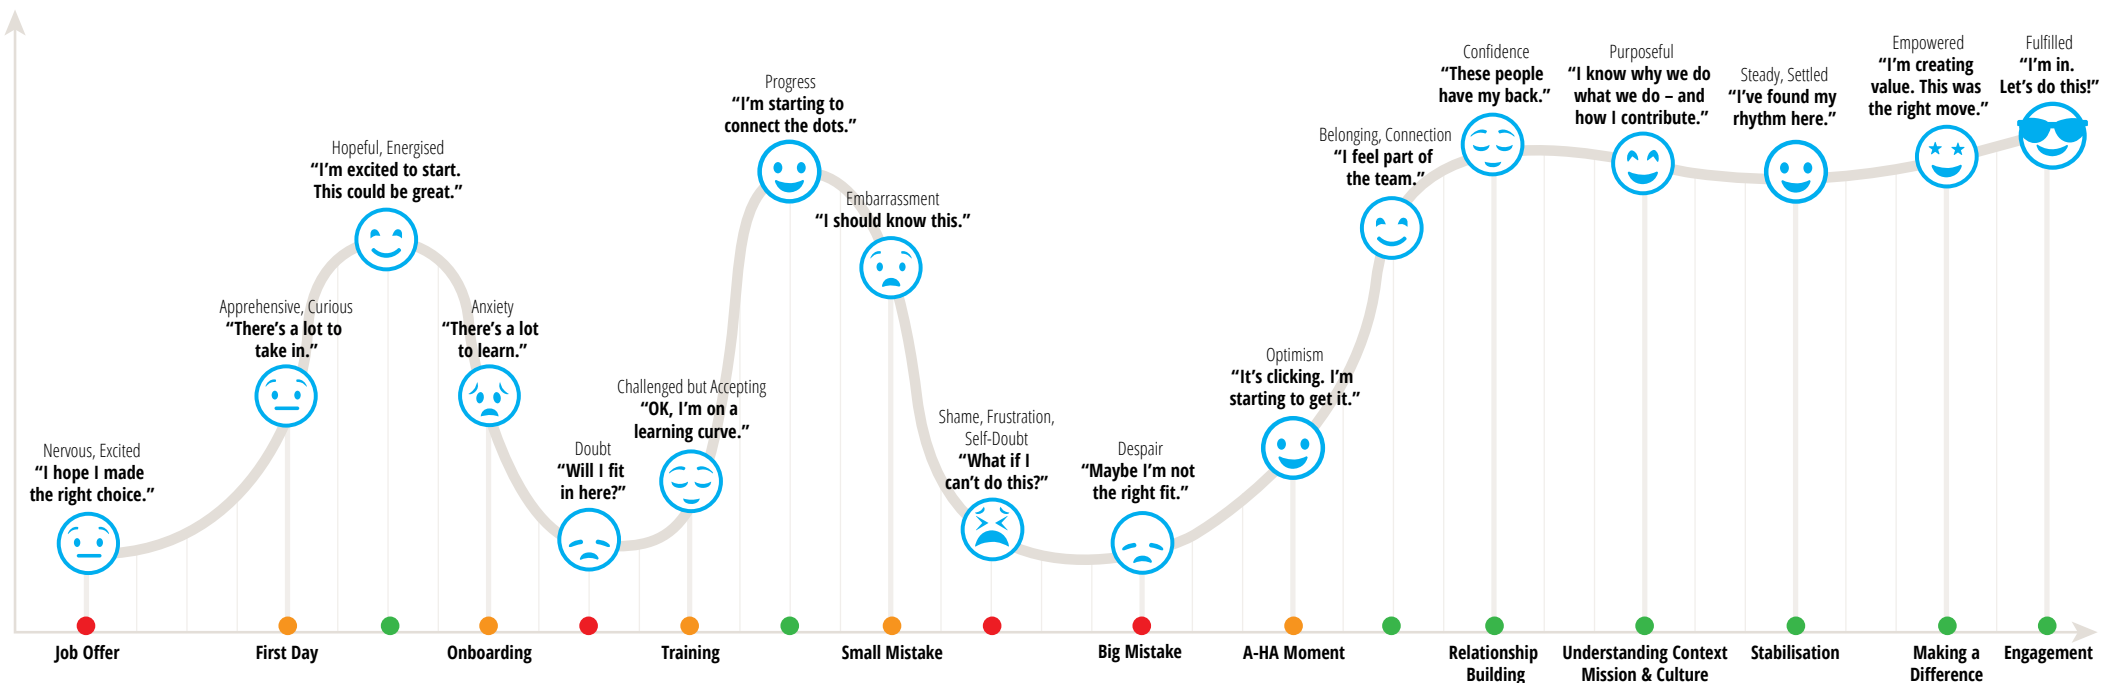 Nervous, Excited
“I hope I made
the right choice.”
Apprehensive, Curious
“There’s a lot to
take in.”
Hopeful, Energised
“I’m excited to start.
This could be great.”
Anxiety
“There’s a lot
to learn.”
Doubt
“Will I fit
in here?”
Challenged but Accepting
“OK, I’m on a
learning curve.”
Progress
“I’m starting to
connect the dots.”
Embarrassment
“I should know this.”
Shame, Frustration,
Self-Doubt
“What if I
can’t do this?”
Despair
“Maybe I’m not
the right fit.”
Optimism
“It’s clicking. I’m
starting to get it.”
Belonging, Connection
“I feel part of
the team.”
Confidence
“These people
have my back.”
Purposeful
“I know why we do
what we do – and
how I contribute.”
Steady, Settled
“I’ve found my
rhythm here.”
Empowered
“I’m creating
value. This was
the right move.”
Fulfilled
“I’m in.
Let’s do this!”
Job Offer
First Day
Onboarding
Training
Small Mistake
Big Mistake
A-HA Moment
Relationship
Building
Understanding Context
Mission & Culture
Stabilisation
Making a
Difference
Engagement